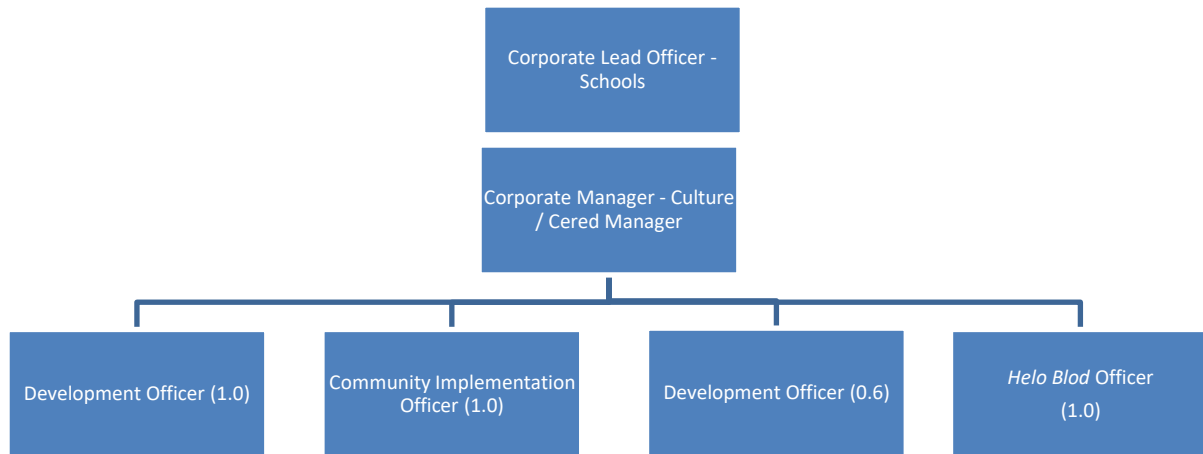 Corporate Lead Officer -
Schools
Corporate Manager - Culture
/ Cered Manager
Development Officer (1.0)
Community Implementation
Officer (1.0)
Development Officer (0.6)
Helo Blod Officer
(1.0)